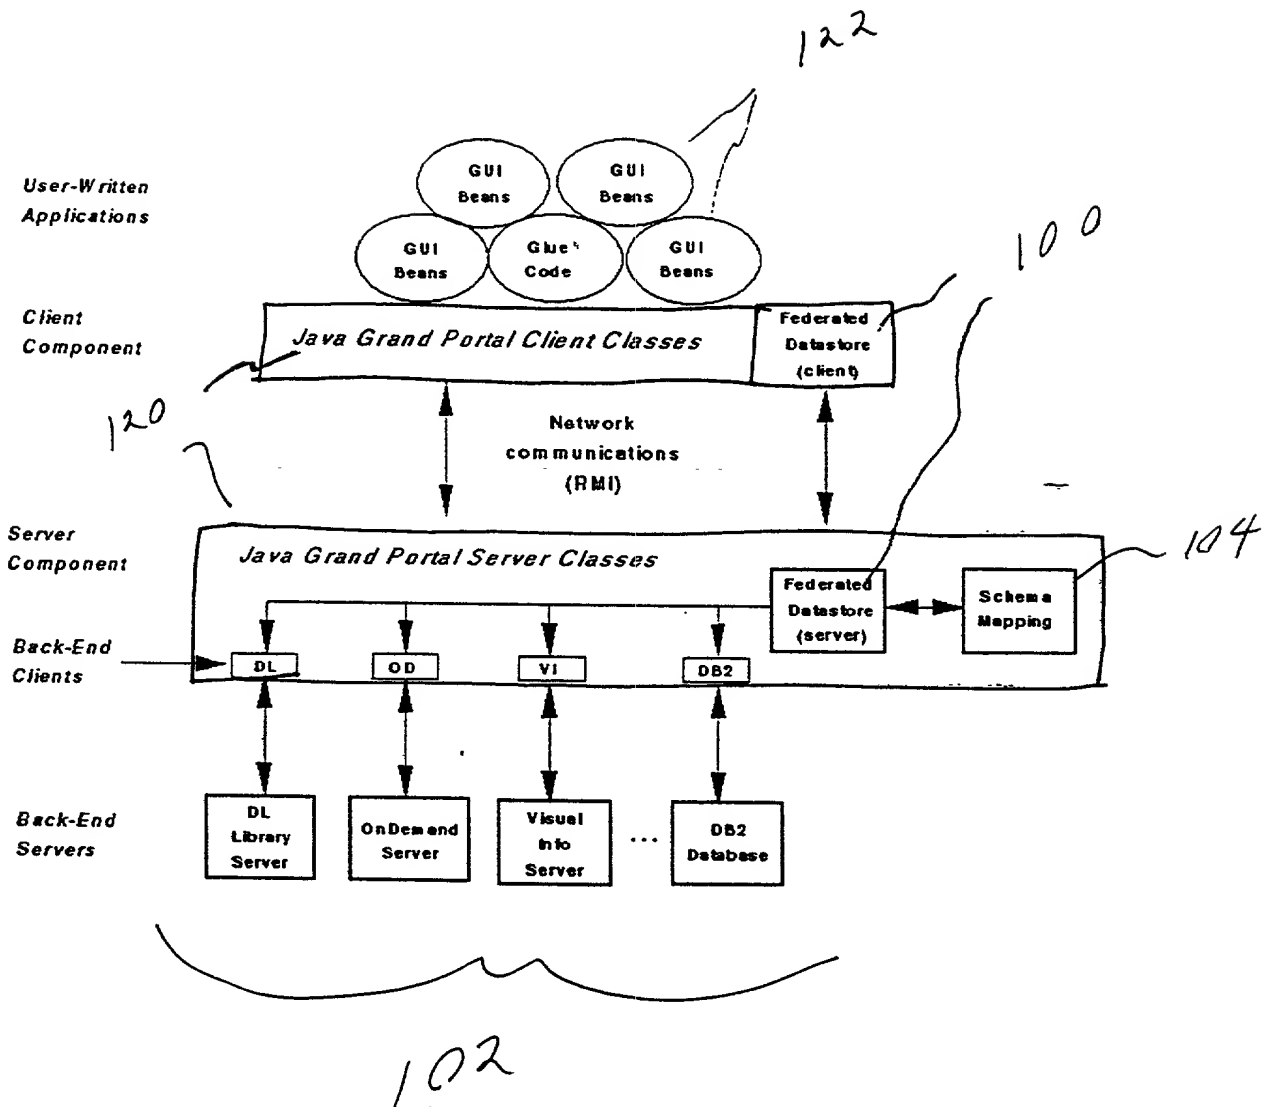 122
User-Written
Applications
GUI
Beans
GUI
Beans
GUI
Beans
Glue
Code
GUI
Beans
100
Client
Component
Java Grand Portal Client Classes
Federated
Datastore
(client)
120
Network
communications
(RMI)
Server
Component
Java Grand Portal Server Classes
104
Federated
Datastore
(server)
Schema
Mapping
Back-End
Clients
DL
OD
VI
DB2
Back-End
Servers
DL
Library
Server
OnDemand
Server
Visual
Info
Server
...
DB2
Database
102